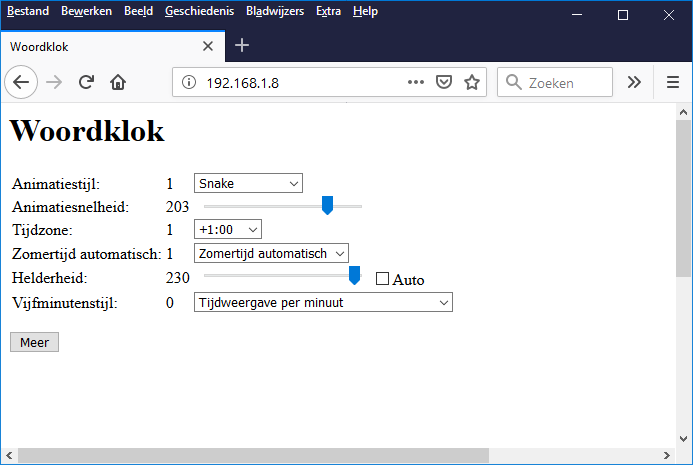 Bestand Bewerken Beeld Geschiedenis Bladwijzers Extra Help
Woordklok
192.168.1.8 Zoeken
Woordklok
Animatiestijl: 1 Snake
Animatiesnelheid: 203
Tijdzone: 1 +1:00
Zomertijd automatisch: 1 Zomertijd automatisch
Helderheid: 230 Auto
Vijfminutenstijl: 0 Tijdweergave per minuut
Meer